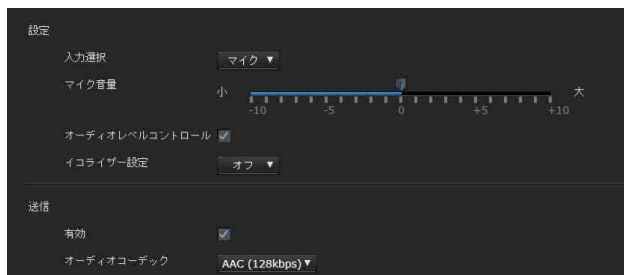 設定
入力選択 マイク ▼
マイク音量 小 大
-10 -5 0 +5 +10
オーディオレベルコントロール
イコライザー設定 オフ ▼
送信
有効
オーディオコーデック AAC (128kbps) ▼